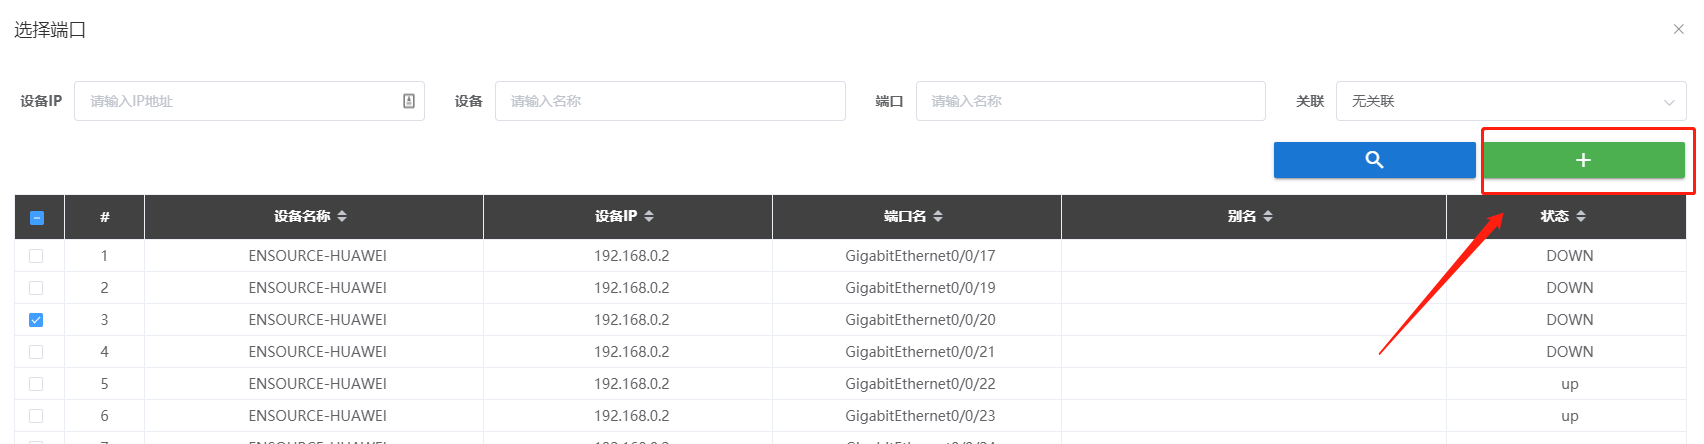 选择端口
设备IP 请输入IP地址 设备 请输入名称 端口 请输入名称 关联 无关联
# 设备名称 设备IP 端口名 别名 状态
1 ENSOURCE-HUAWEI 192.168.0.2 GigabitEthernet0/0/17 DOWN
2 ENSOURCE-HUAWEI 192.168.0.2 GigabitEthernet0/0/19 DOWN
3 ENSOURCE-HUAWEI 192.168.0.2 GigabitEthernet0/0/20 DOWN
4 ENSOURCE-HUAWEI 192.168.0.2 GigabitEthernet0/0/21 DOWN
5 ENSOURCE-HUAWEI 192.168.0.2 GigabitEthernet0/0/22 up
6 ENSOURCE-HUAWEI 192.168.0.2 GigabitEthernet0/0/23 up